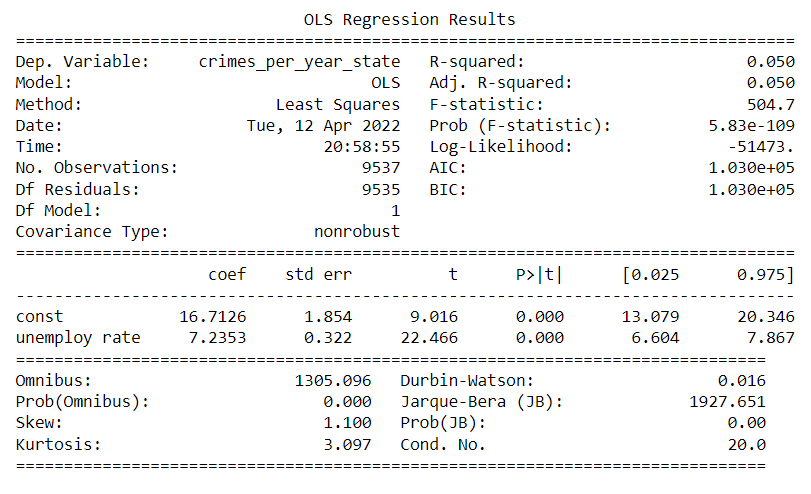 OLS Regression Results
==============================================================================
Dep. Variable: crimes_per_year_state R-squared: 0.050
Model: OLS Adj. R-squared: 0.050
Method: Least Squares F-statistic: 504.7
Date: Tue, 12 Apr 2022 Prob (F-statistic): 5.83e-109
Time: 20:58:55 Log-Likelihood: -51473.
No. Observations: 9537 AIC: 1.030e+05
Df Residuals: 9535 BIC: 1.030e+05
Df Model: 1
Covariance Type: nonrobust
==============================================================================
coef std err t P>|t| [0.025 0.975]
------------------------------------------------------------------------------
const 16.7126 1.854 9.016 0.000 13.079 20.346
unemploy rate 7.2353 0.322 22.466 0.000 6.604 7.867
==============================================================================
Omnibus: 1305.096 Durbin-Watson: 0.016
Prob(Omnibus): 0.000 Jarque-Bera (JB): 1927.651
Skew: 1.100 Prob(JB): 0.00
Kurtosis: 3.097 Cond. No. 20.0
==============================================================================